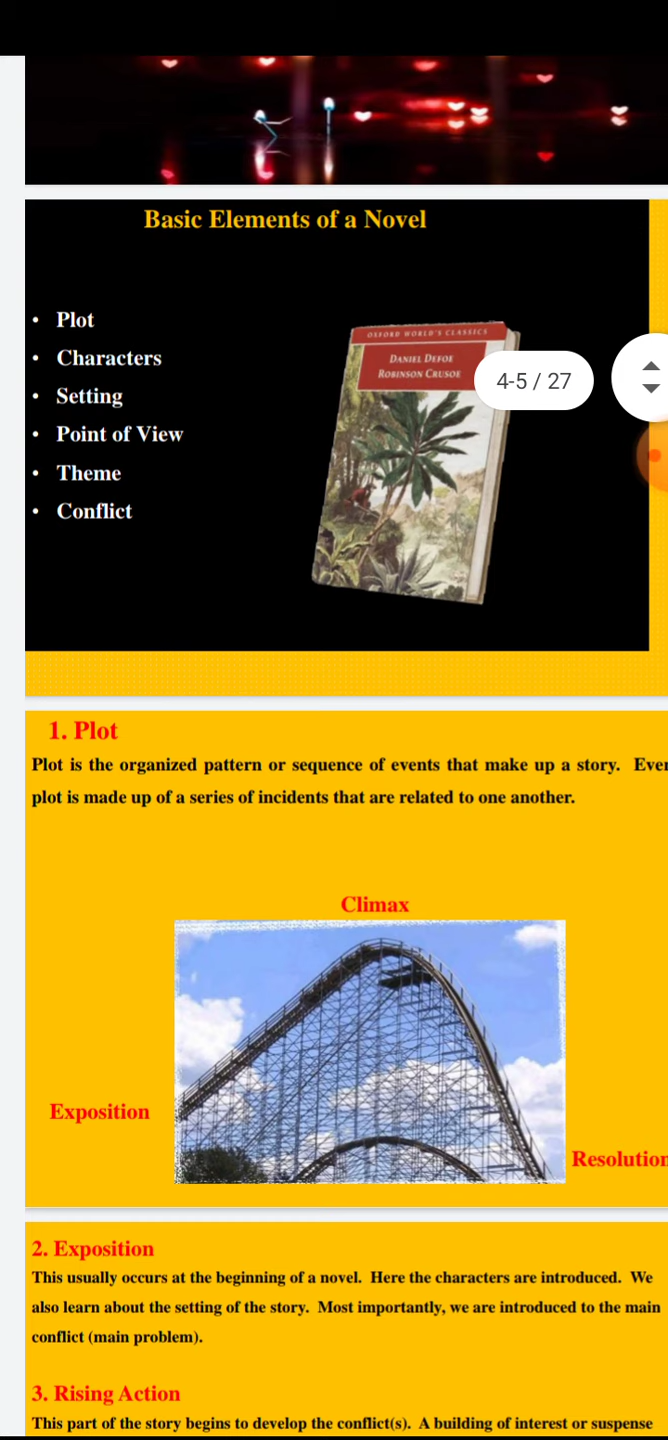 Basic Elements of a Novel
• Plot
• Characters
• Setting
• Point of View
• Theme
• Conflict
OXFORD WORLD'S CLASSICS
DANIEL DEFOE
ROBINSON CRUSOE
4-5 / 27
1. Plot
Plot is the organized pattern or sequence of events that make up a story. Ever
plot is made up of a series of incidents that are related to one another.
Climax
Exposition
Resolution
2. Exposition
This usually occurs at the beginning of a novel. Here the characters are introduced. We
also learn about the setting of the story. Most importantly, we are introduced to the main
conflict (main problem).
3. Rising Action
This part of the story begins to develop the conflict(s). A building of interest or suspense